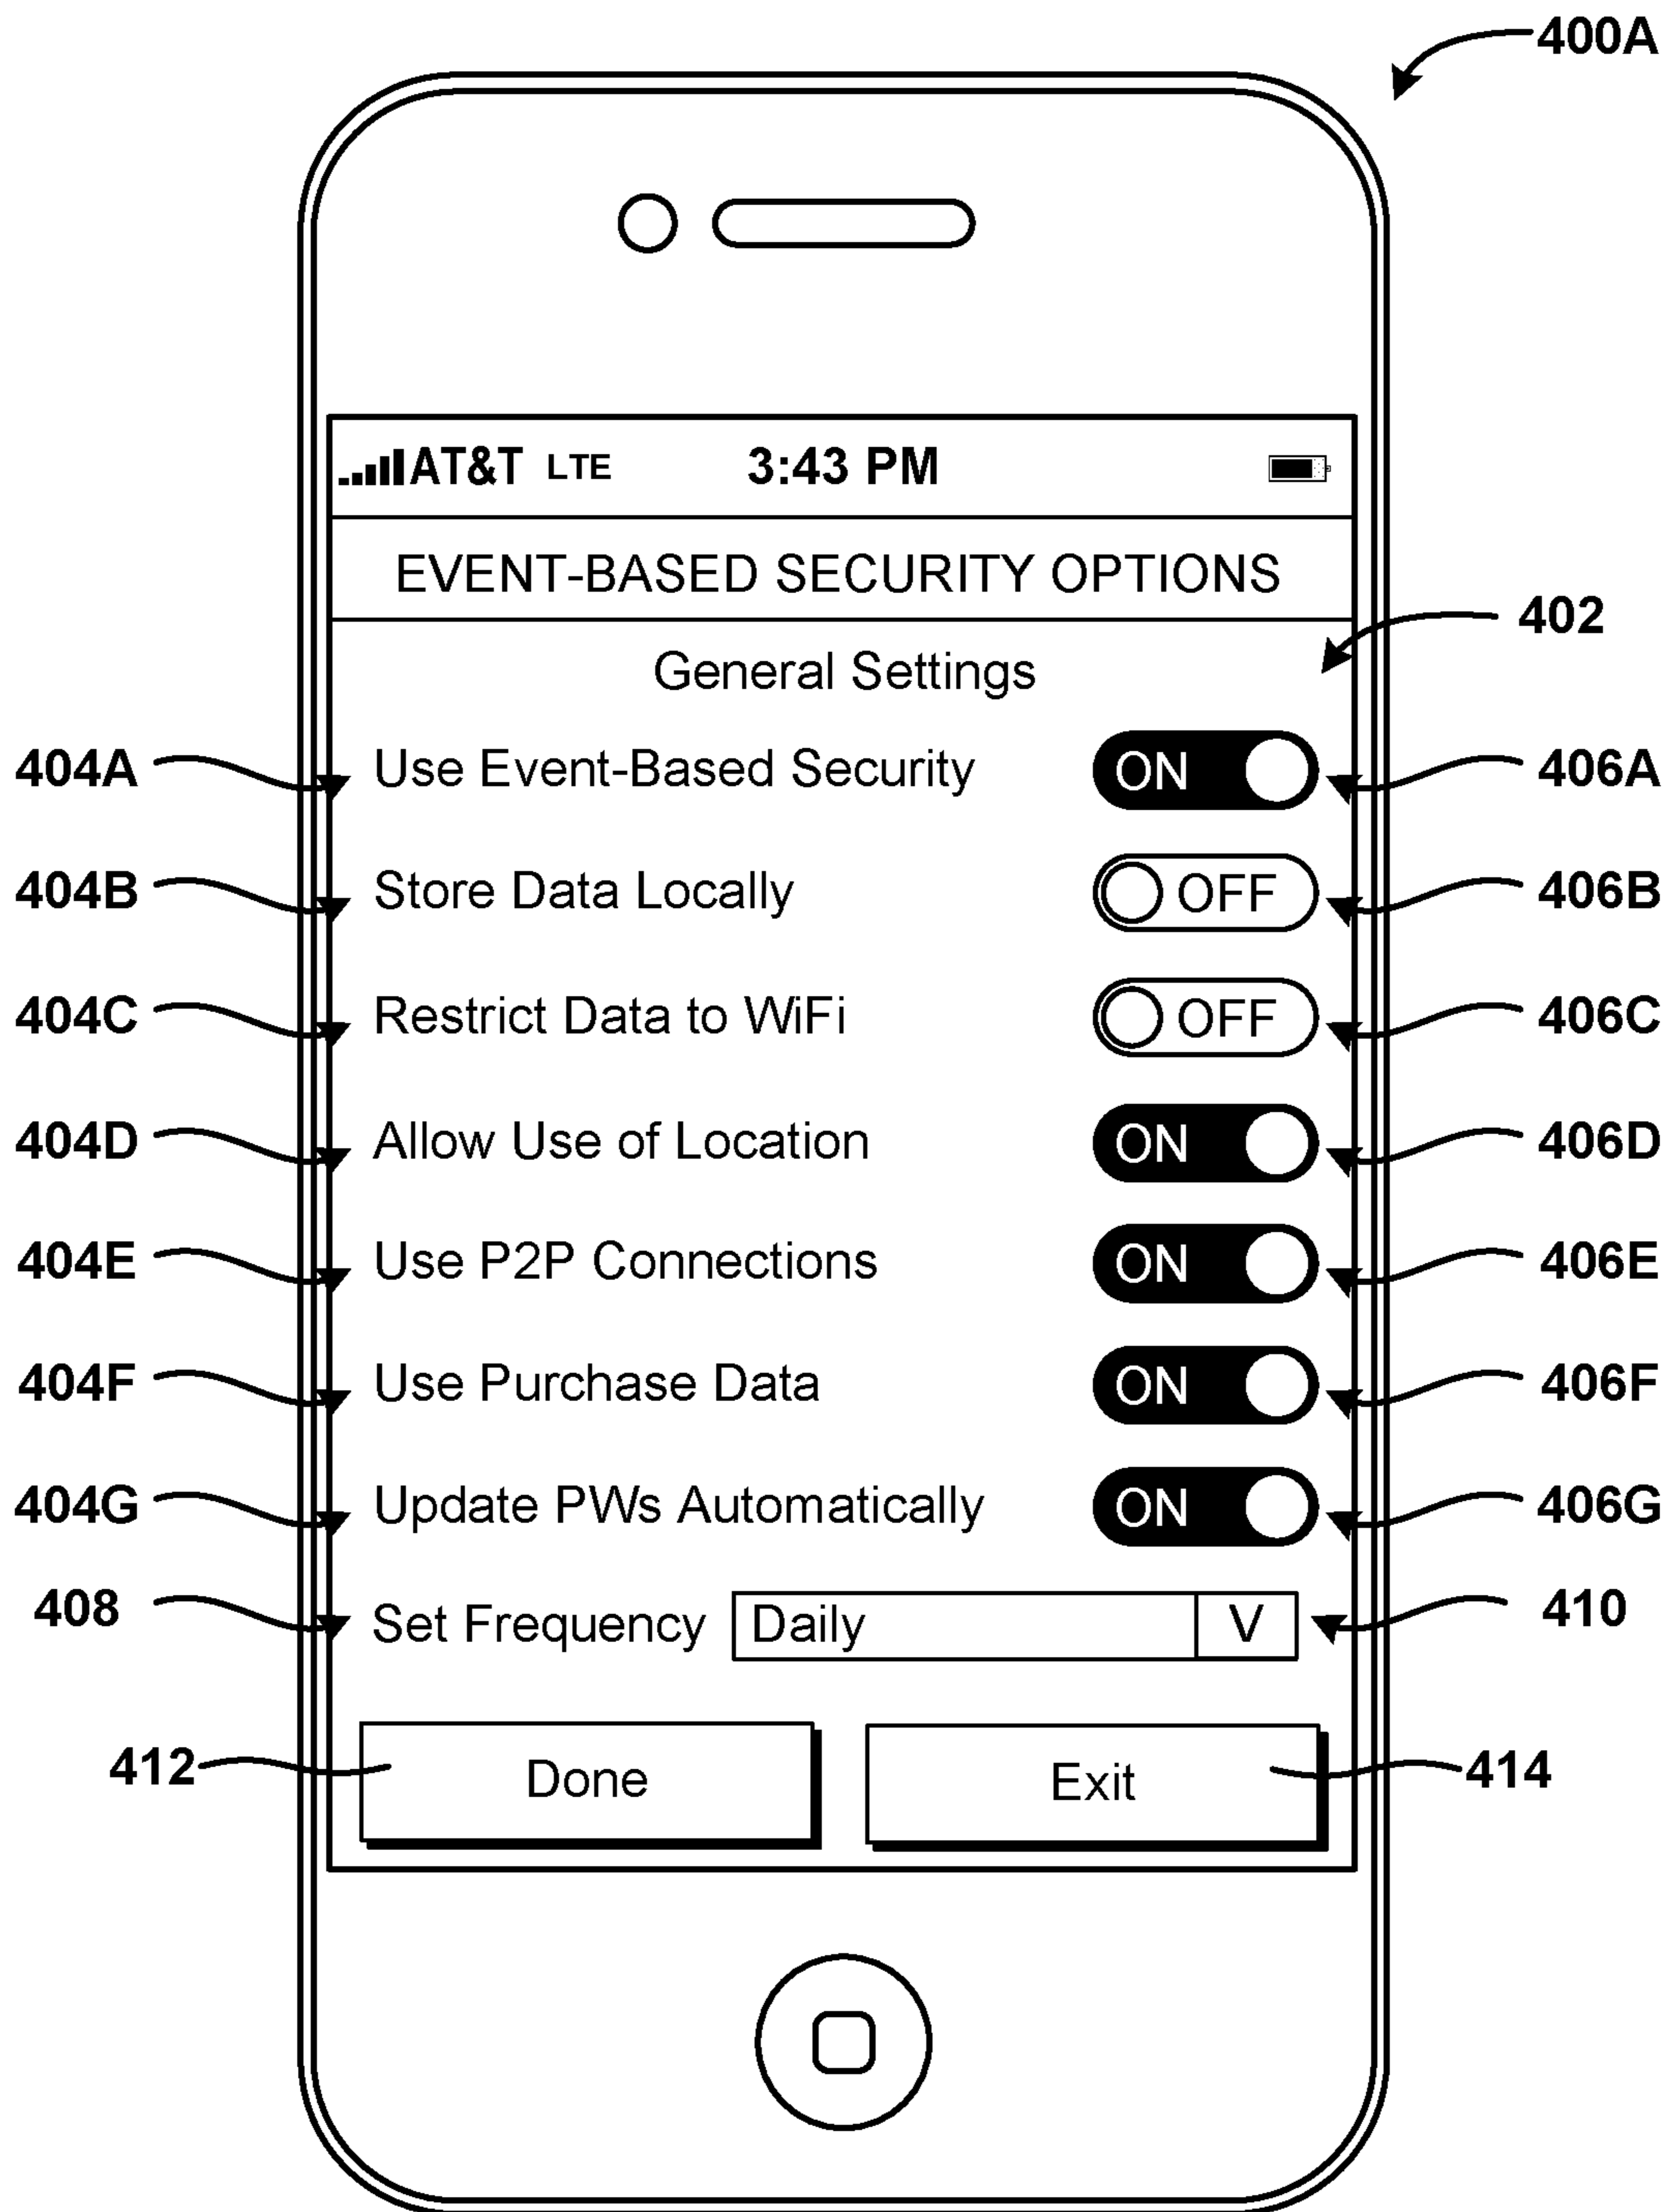 400A
AT&T LTE 3:43 PM
EVENT-BASED SECURITY OPTIONS
402
General Settings
404A Use Event-Based Security ON 406A
404B Store Data Locally OFF 406B
404C Restrict Data to WiFi OFF 406C
404D Allow Use of Location ON 406D
404E Use P2P Connections ON 406E
404F Use Purchase Data ON 406F
404G Update PWs Automatically ON 406G
408 Set Frequency Daily V 410
412 Done Exit 414